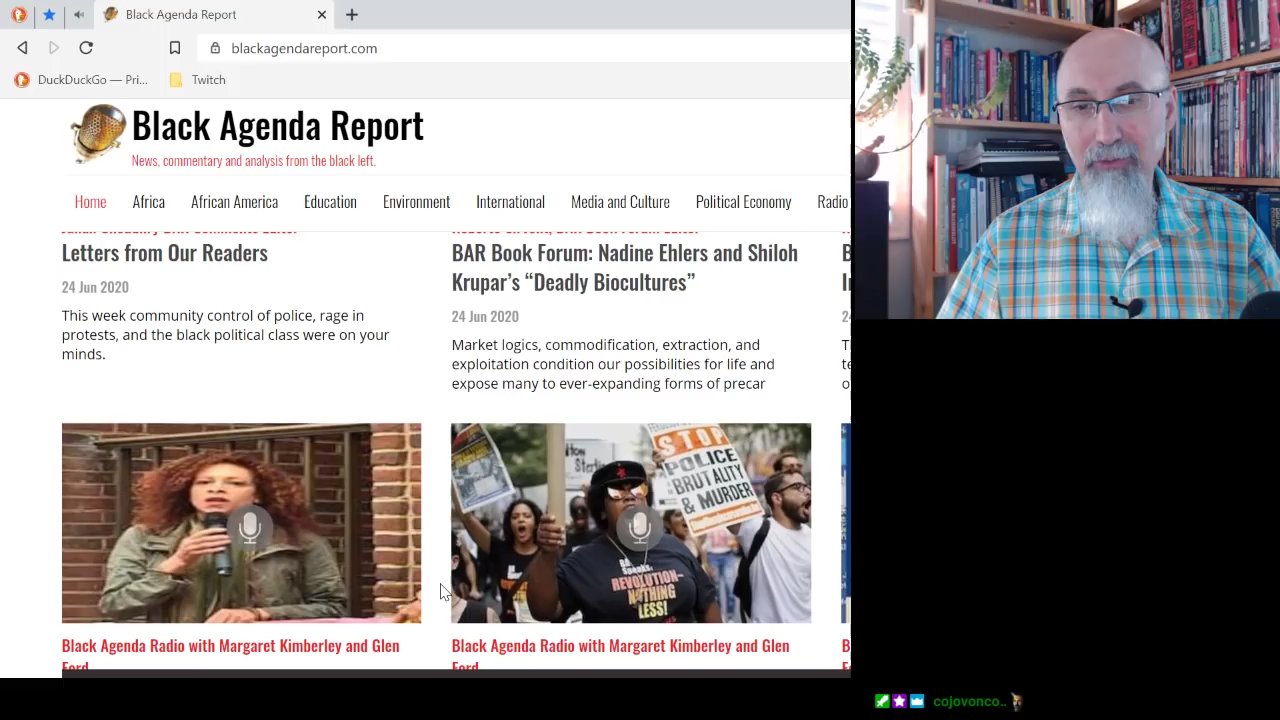 Black Agenda Report
blackagendareport.com
DuckDuckGo — Pri...
Twitch
Black Agenda Report
News, commentary and analysis from the black left.
Home Africa African America Education Environment International Media and Culture Political Economy Radio
Letters from Our Readers
24 Jun 2020
This week community control of police, rage in
protests, and the black political class were on your
minds.
BAR Book Forum: Nadine Ehlers and Shiloh
Krupar’s “Deadly Biocultures”
24 Jun 2020
Market logics, commodification, extraction, and
exploitation condition our possibilities for life and
expose many to ever-expanding forms of precar
STOP
POLICE
BRUTALITY
& MURDER
BA
Speaks:
REVOLUTION-
NOTHING
LESS!
Black Agenda Radio with Margaret Kimberley and Glen
Ford
Black Agenda Radio with Margaret Kimberley and Glen
Ford
cojovonco..